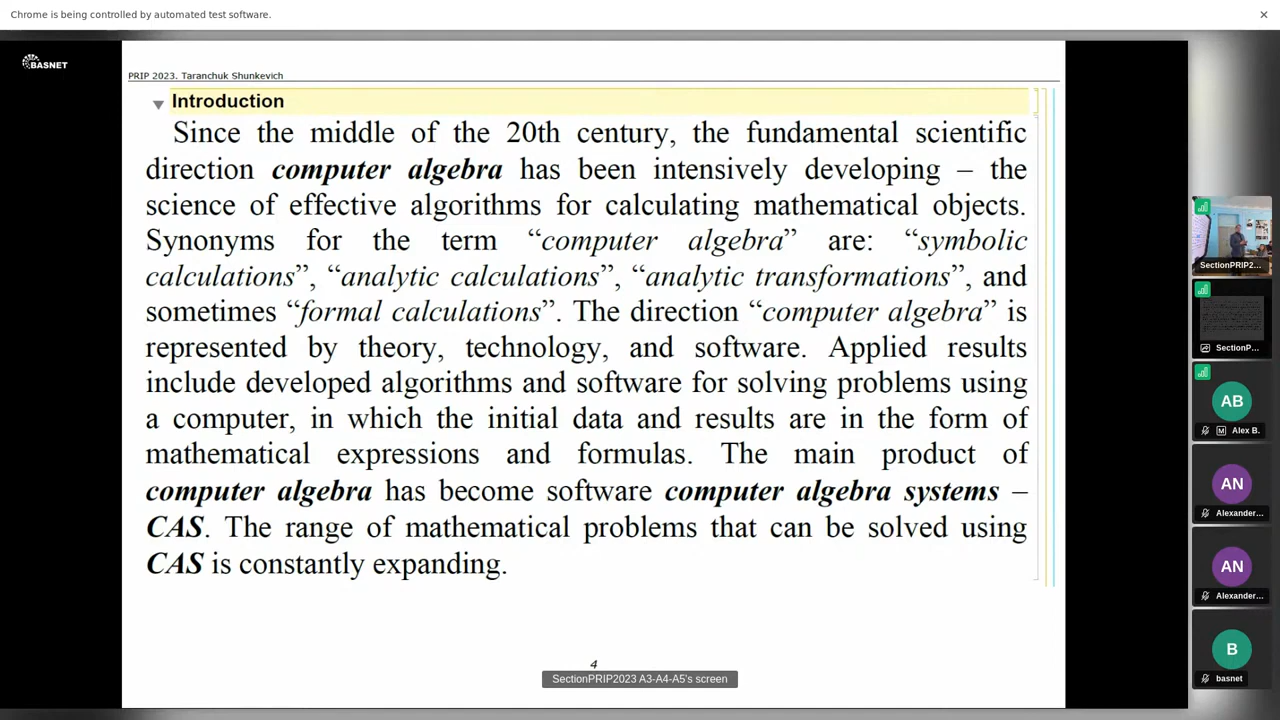 Chrome is being controlled by automated test software.
BASNET
PRIP 2023. Taranchuk Shunkevich
Introduction
Since the middle of the 20th century, the fundamental scientific
direction computer algebra has been intensively developing – the
science of effective algorithms for calculating mathematical objects.
Synonyms for the term “computer algebra” are: “symbolic
calculations”, “analytic calculations”, “analytic transformations”, and
sometimes “formal calculations”. The direction “computer algebra” is
represented by theory, technology, and software. Applied results
include developed algorithms and software for solving problems using
a computer, in which the initial data and results are in the form of
mathematical expressions and formulas. The main product of
computer algebra has become software computer algebra systems –
CAS. The range of mathematical problems that can be solved using
CAS is constantly expanding.
4
SectionPRIP2023 A3-A4-A5's screen
SectionPRIP2...
SectionP...
AB
M Alex B.
AN
Alexander...
AN
Alexander...
B
basnet